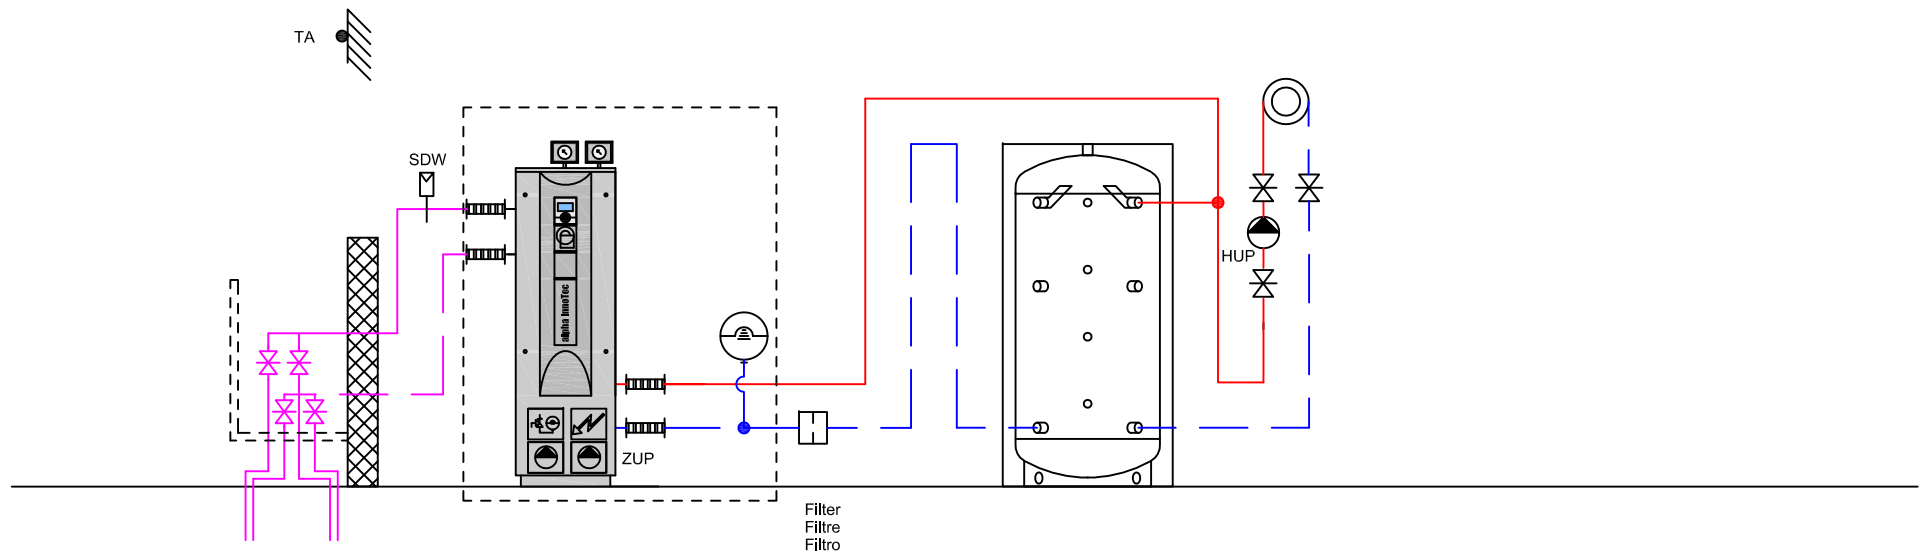 TA
SDW
alpha InnoTec
HUP
ZUP
Filter
Filtre
Filtro